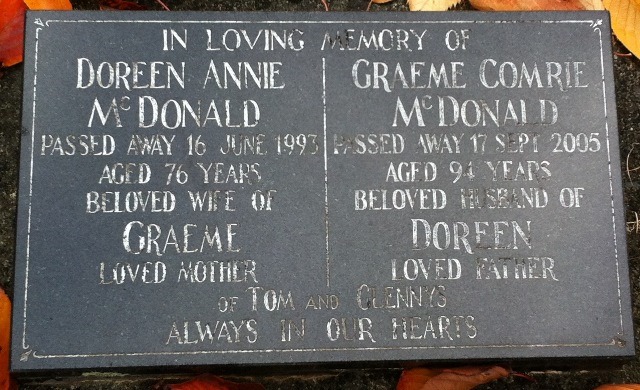 IN LOVING MEMORY OF
DOREEN ANNIE
McDONALD
PASSED AWAY 16 JUNE 1993
AGED 76 YEARS
BELOVED WIFE OF
GRAEME
LOVED MOTHER
GRAEME COMRIE
McDONALD
PASSED AWAY 17 SEPT 2005
AGED 94 YEARS
BELOVED HUSBAND OF
DOREEN
LOVED FATHER
OF TOM AND GLENNYS
ALWAYS IN OUR HEARTS